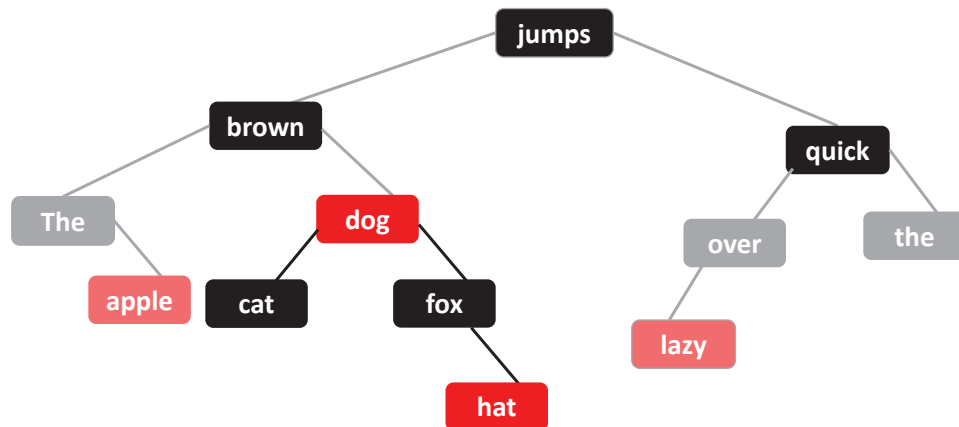 jumps
brown
quick
The
dog
over
the
apple
cat
fox
lazy
hat